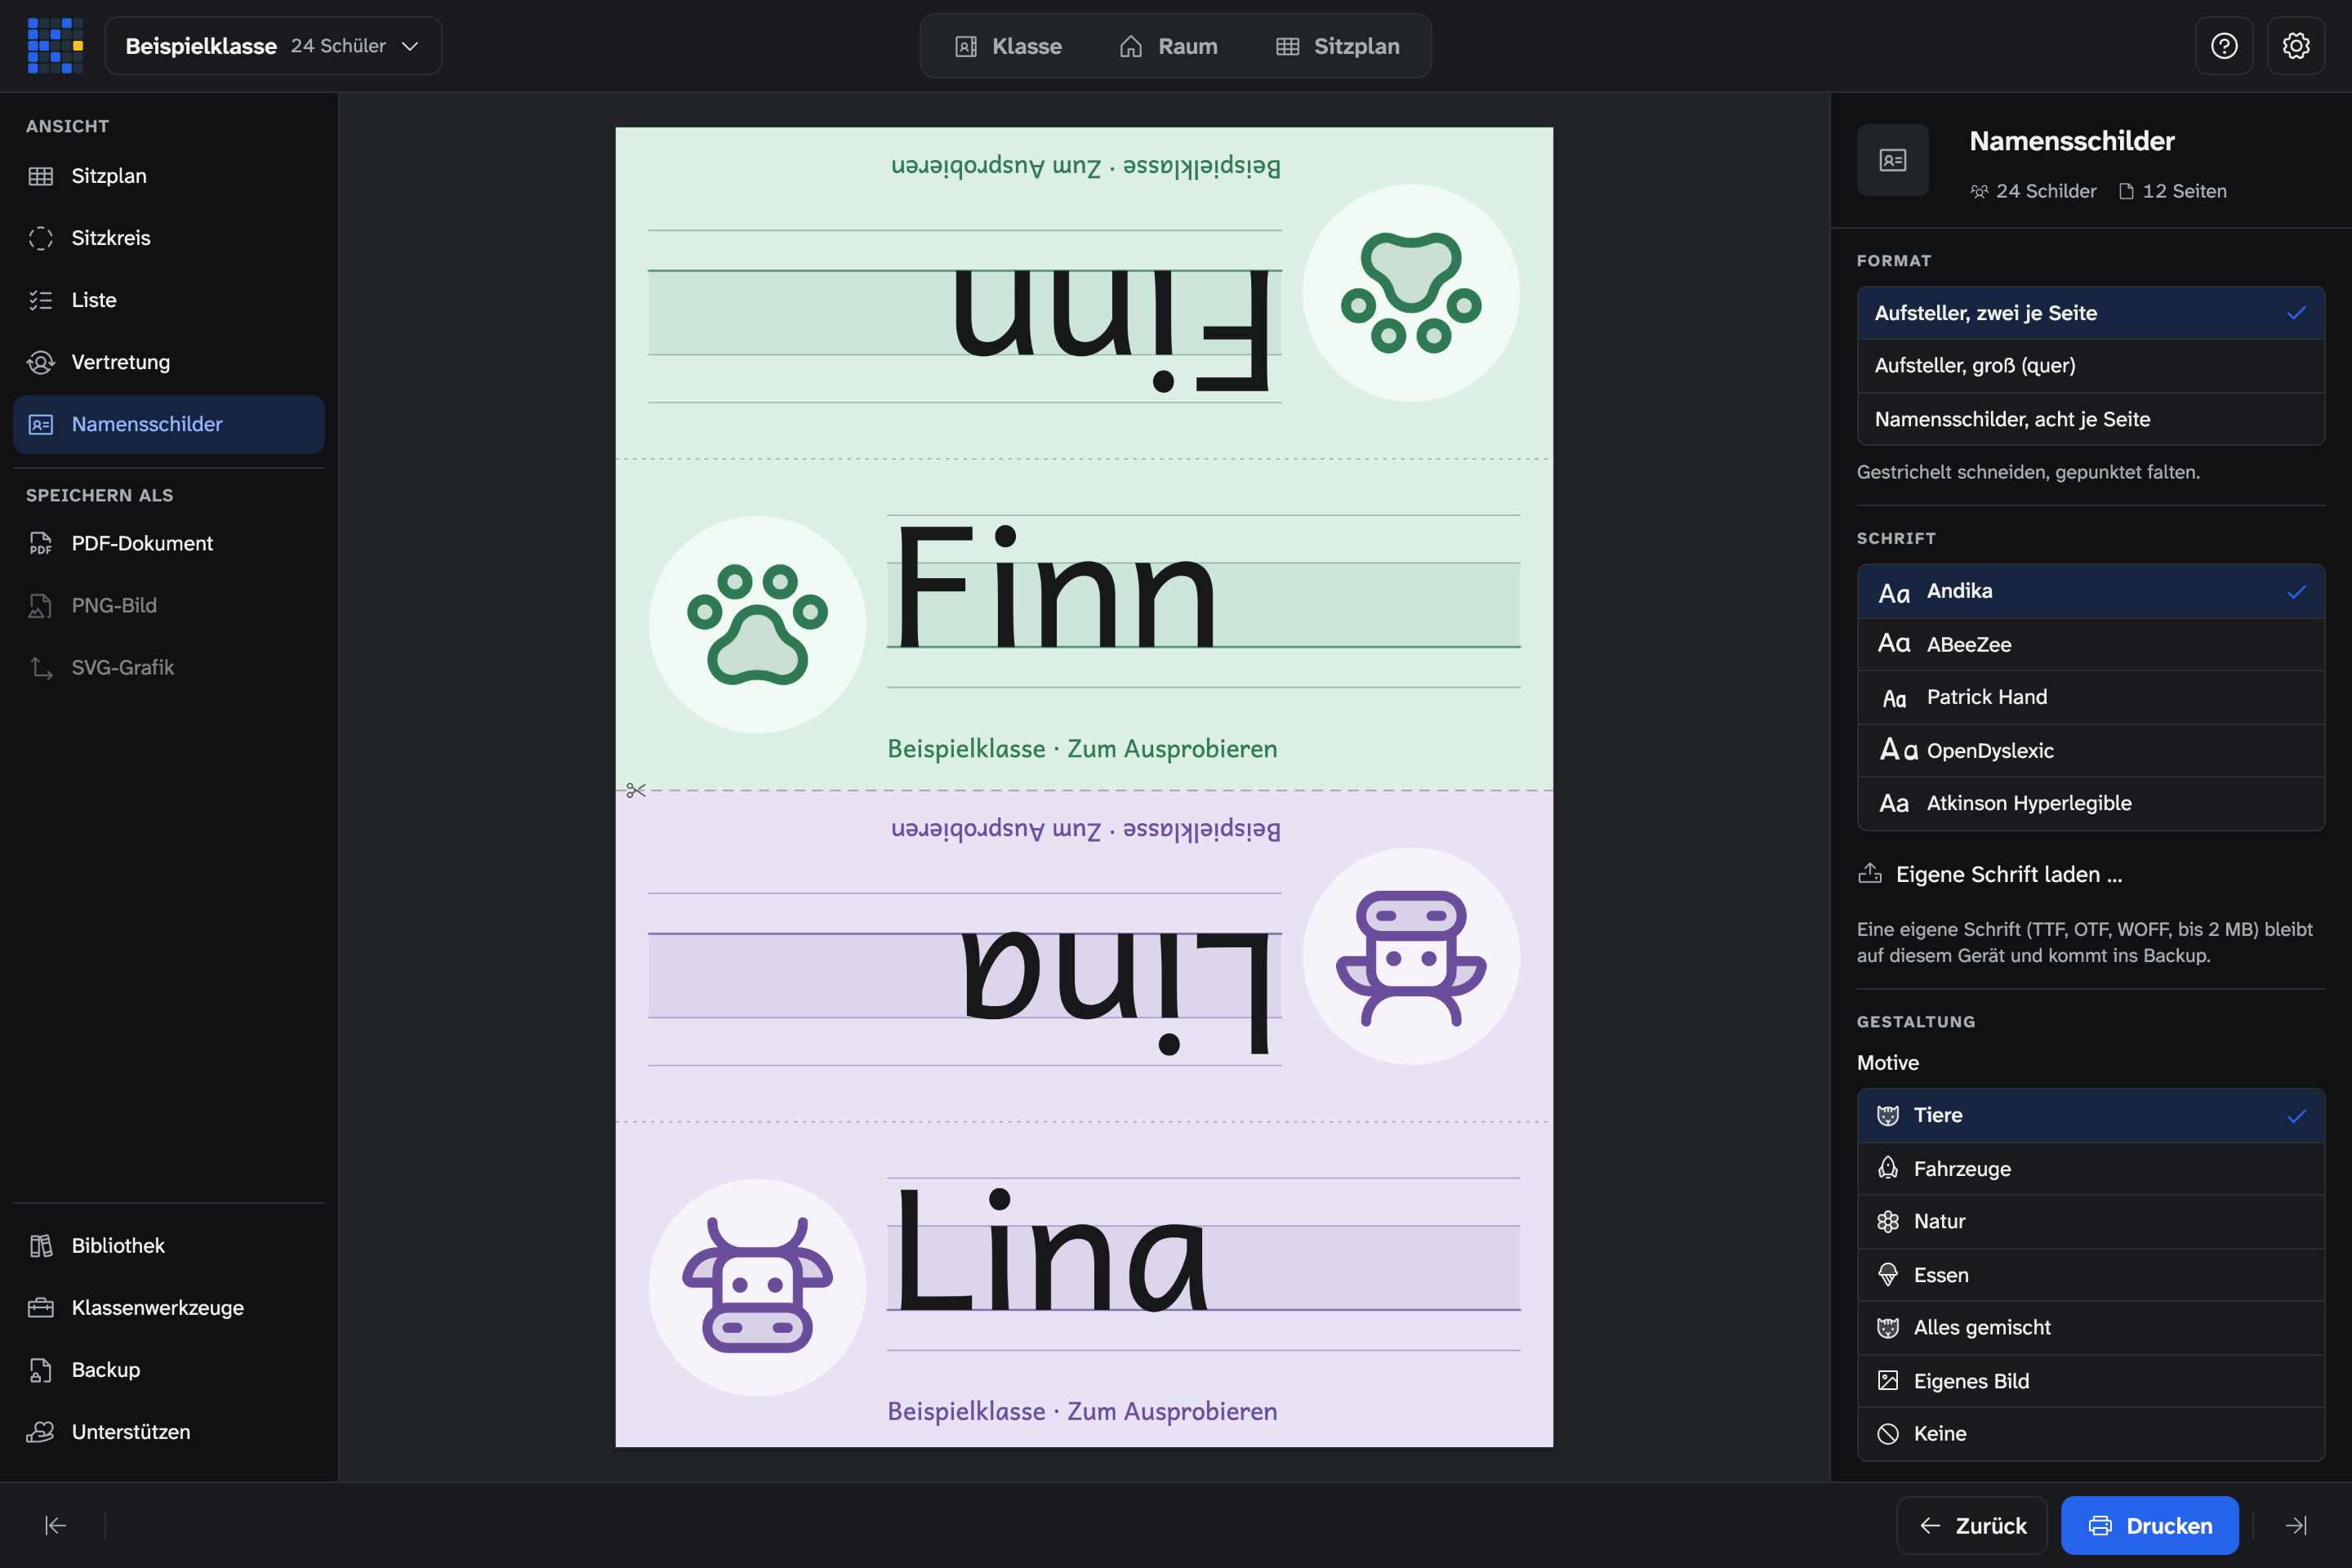 Beispielklasse 24 Schüler
Klasse
Raum
Sitzplan
ANSICHT
Sitzplan
Sitzkreis
Liste
Vertretung
Namensschilder
SPEICHERN ALS
PDF-Dokument
PNG-Bild
SVG-Grafik
Bibliothek
Klassenwerkzeuge
Backup
Unterstützen
Beispielklasse · Zum Ausprobieren
Finn
Finn
Beispielklasse · Zum Ausprobieren
Beispielklasse · Zum Ausprobieren
Lina
Lina
Beispielklasse · Zum Ausprobieren
Namensschilder
24 Schilder 12 Seiten
FORMAT
Aufsteller, zwei je Seite
Aufsteller, groß (quer)
Namensschilder, acht je Seite
Gestrichelt schneiden, gepunktet falten.
SCHRIFT
Aa Andika
Aa ABeeZee
Aa Patrick Hand
Aa OpenDyslexic
Aa Atkinson Hyperlegible
Eigene Schrift laden ...
Eine eigene Schrift (TTF, OTF, WOFF, bis 2 MB) bleibt
auf diesem Gerät und kommt ins Backup.
GESTALTUNG
Motive
Tiere
Fahrzeuge
Natur
Essen
Alles gemischt
Eigenes Bild
Keine
Zurück
Drucken